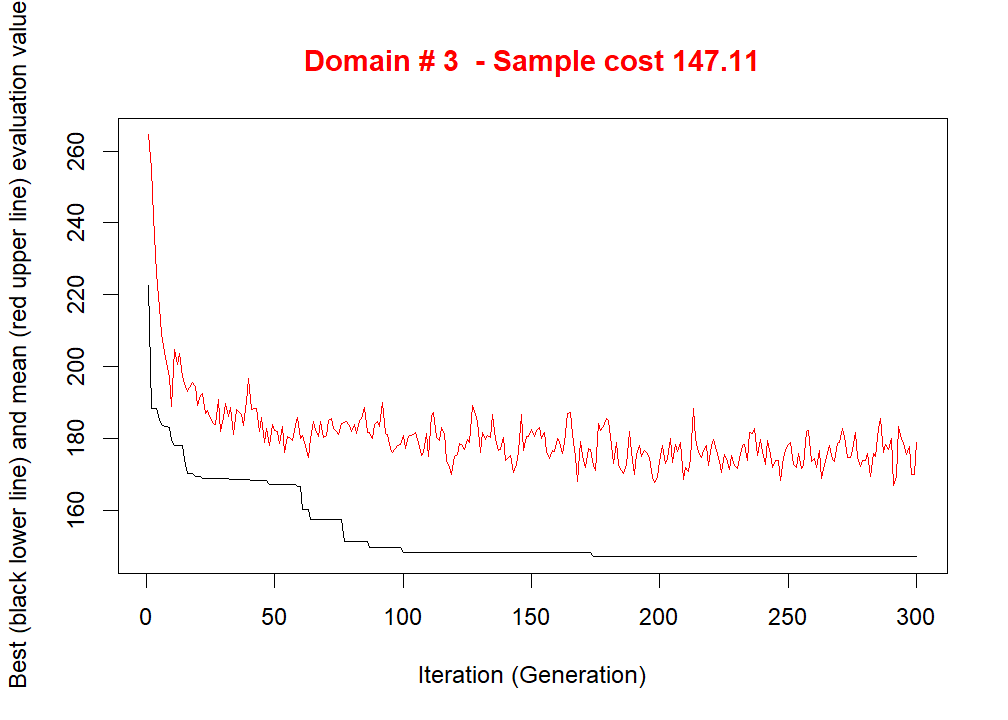 Domain # 3  - Sample cost 147.11
Best (black lower line) and mean (red upper line) evaluation value
260
240
220
200
180
160
0 50 100 150 200 250 300
Iteration (Generation)